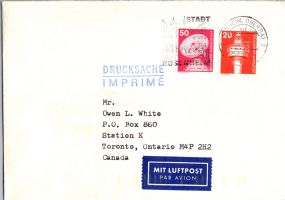 STADT
50
20
DRUCKSACHE
IMPRIMÉ
Mr.
Owen L. White
P.O. Box 860
Station K
Toronto, Ontario M4P 2H2
Canada
MIT LUFTPOST
PAR AVION